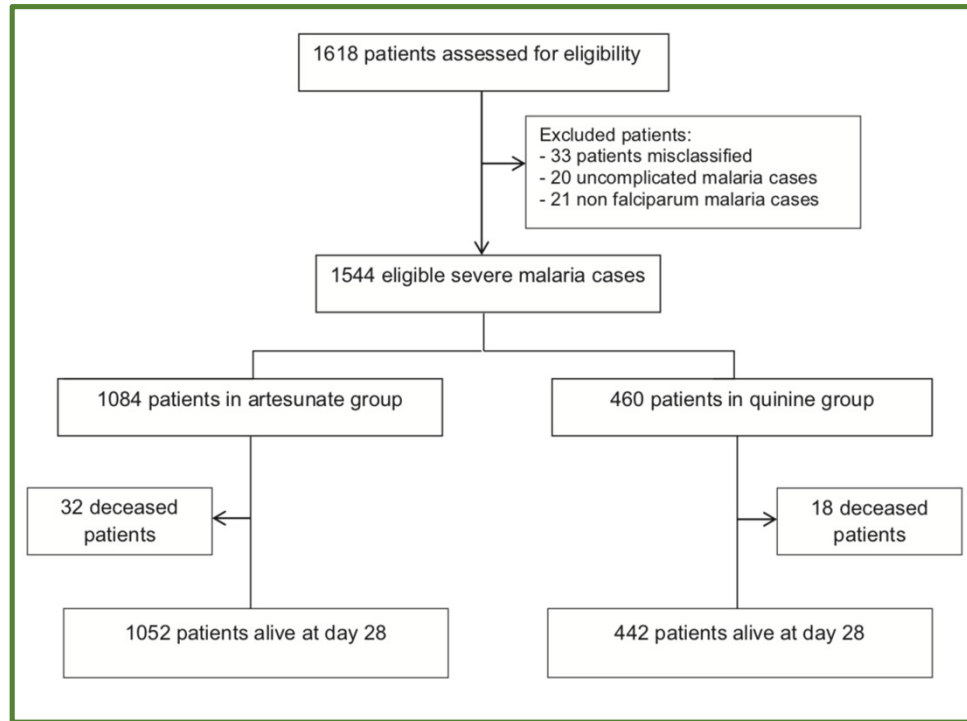 1618 patients assessed for eligibility
Excluded patients:
- 33 patients misclassified
- 20 uncomplicated malaria cases
- 21 non falciparum malaria cases
1544 eligible severe malaria cases
1084 patients in artesunate group
460 patients in quinine group
32 deceased
patients
18 deceased
patients
1052 patients alive at day 28
442 patients alive at day 28